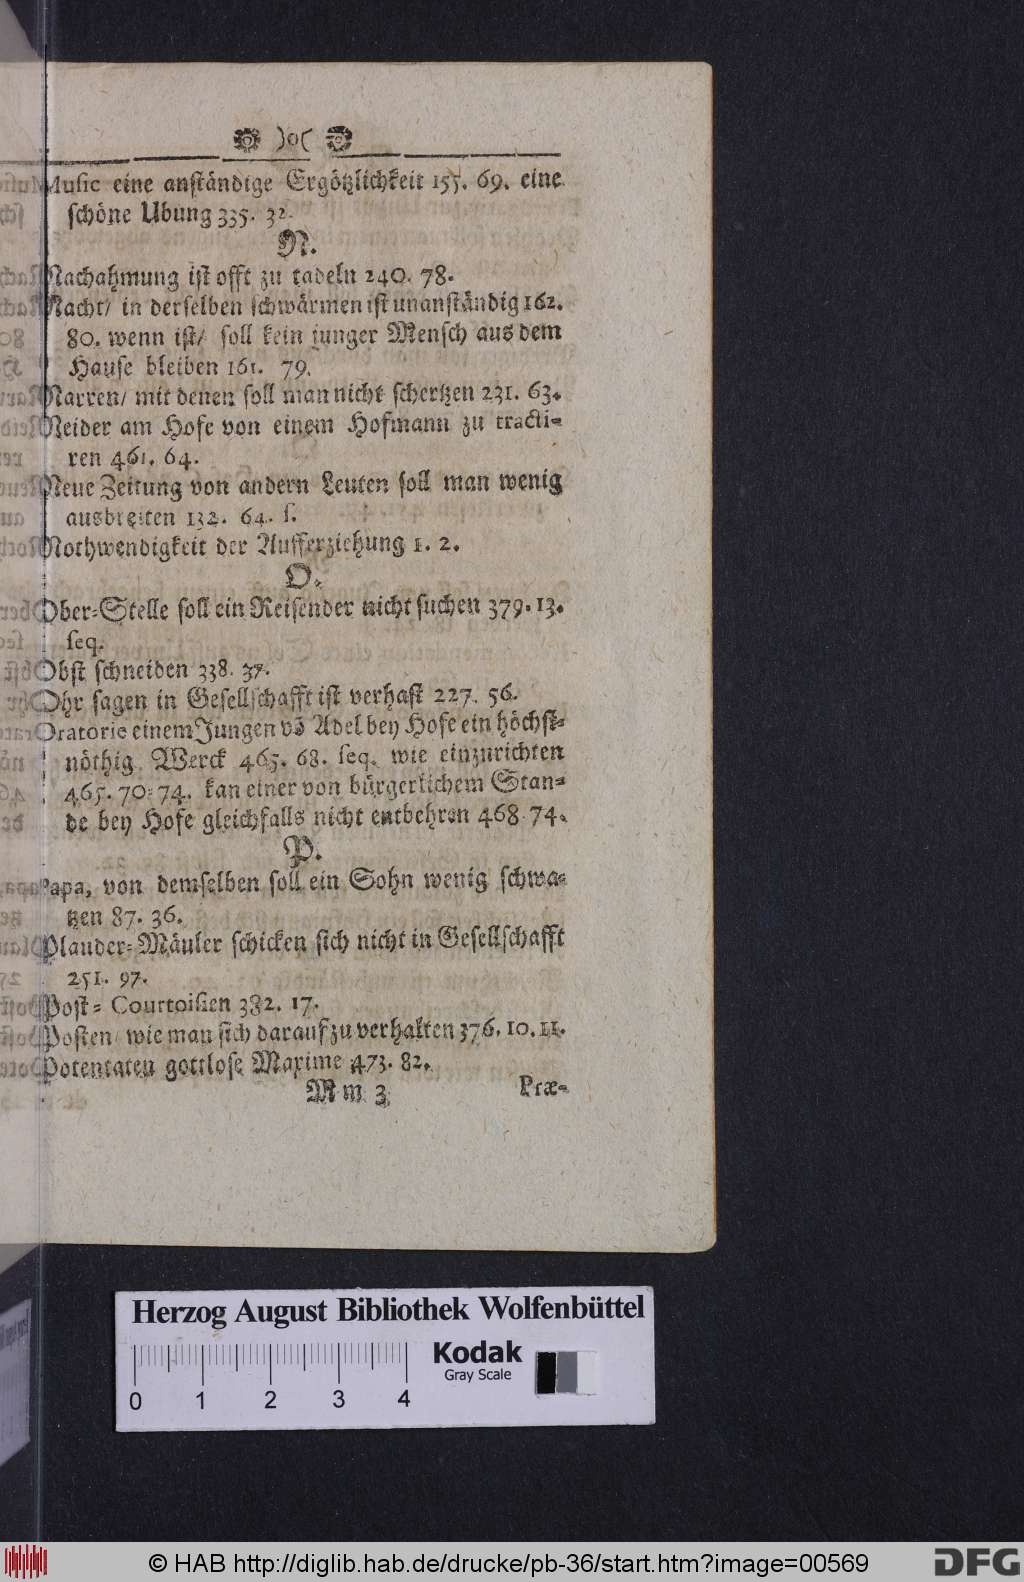 )o(
Music eine anständige Ergötzlichkeit 155. 69. eine
schöne Ubung 335. 32.
N.
Nachahmung ist offt zu tadeln 240. 78.
Nacht/ in derselben schwärmen ist unanständig 162.
80. wenn ist/ soll kein junger Mensch aus dem
Hause bleiben 161. 79.
Narren/ mit denen soll man nicht schertzen 231. 63.
Neider am Hofe von einem Hofmann zu tracti-
ren 461. 64.
Neue Zeitung von andern Leuten soll man wenig
ausbreiten 132. 64. s.
Nothwendigkeit der Aufferziehung 1. 2.
O.
Ober-Stelle soll ein Reisender nicht suchen 379. 13.
seq.
Obst schneiden 338. 37.
Ohr sagen in Gesellschafft ist verhast 227. 56.
Oratorie einem Jungen vō Adel bey Hofe ein höchst-
nöthig Werck 465. 68. seq. wie einzurichten
465. 70-74. kan einer von bürgerlichem Stan-
de bey Hofe gleichfalls nicht entbehren 468. 74.
P.
Papa, von demselben soll ein Sohn wenig schwa-
tzen 87. 36.
Plauder-Mäuler schicken sich nicht in Gesellschafft
251. 97.
Post-Courtoisien 382. 17.
Posten/ wie man sich darauf zu verhalten 376. 10. 11.
Potentaten gottlose Maxime 473. 82.
M m 3
Præ-
Herzog August Bibliothek Wolfenbüttel
Kodak
Gray Scale
0 1 2 3 4
© HAB http://diglib.hab.de/drucke/pb-36/start.htm?image=00569
DFG